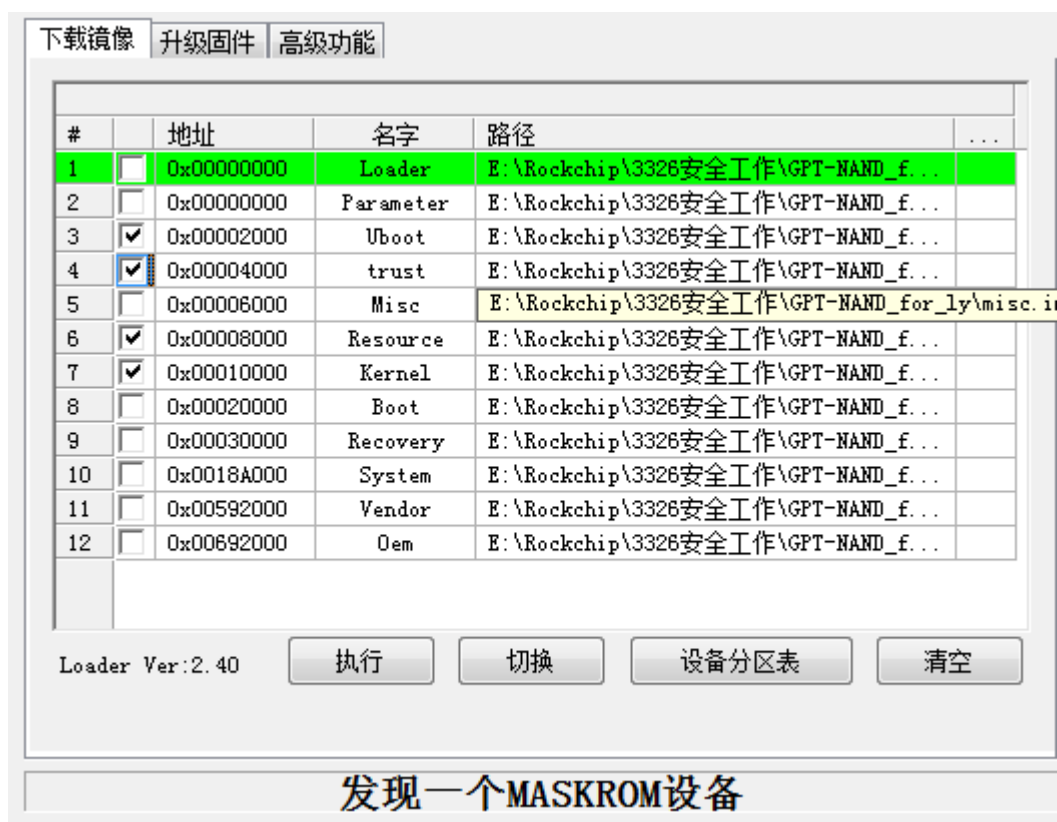 下载镜像 升级固件 高级功能
# 地址 名字 路径 ...
1 0x00000000 Loader E:\Rockchip\3326安全工作\GPT-NAND_f...
2 0x00000000 Parameter E:\Rockchip\3326安全工作\GPT-NAND_f...
3 0x00002000 Uboot E:\Rockchip\3326安全工作\GPT-NAND_f...
4 0x00004000 trust E:\Rockchip\3326安全工作\GPT-NAND_f...
5 0x00006000 Misc E:\Rockchip\3326安全工作\GPT-NAND_for_ly\misc.i
6 0x00008000 Resource E:\Rockchip\3326安全工作\GPT-NAND_f...
7 0x00010000 Kernel E:\Rockchip\3326安全工作\GPT-NAND_f...
8 0x00020000 Boot E:\Rockchip\3326安全工作\GPT-NAND_f...
9 0x00030000 Recovery E:\Rockchip\3326安全工作\GPT-NAND_f...
10 0x0018A000 System E:\Rockchip\3326安全工作\GPT-NAND_f...
11 0x00592000 Vendor E:\Rockchip\3326安全工作\GPT-NAND_f...
12 0x00692000 Oem E:\Rockchip\3326安全工作\GPT-NAND_f...
Loader Ver:2.40 执行 切换 设备分区表 清空
发现一个MASKROM设备